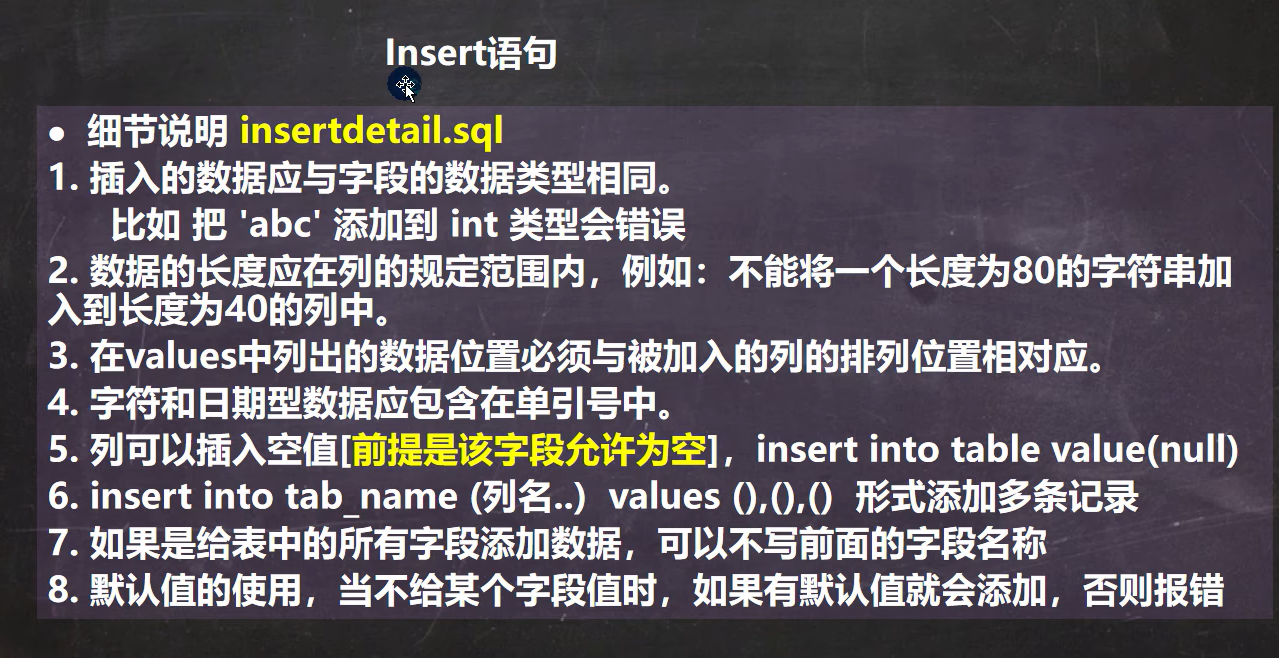 Insert语句
● 细节说明 insertdetail.sql
1. 插入的数据应与字段的数据类型相同。
比如 把 'abc' 添加到 int 类型会错误
2. 数据的长度应在列的规定范围内，例如：不能将一个长度为80的字符串加
入到长度为40的列中。
3. 在values中列出的数据位置必须与被加入的列的排列位置相对应。
4. 字符和日期型数据应包含在单引号中。
5. 列可以插入空值[前提是该字段允许为空]，insert into table value(null)
6. insert into tab_name (列名..)  values (),(),()  形式添加多条记录
7. 如果是给表中的所有字段添加数据，可以不写前面的字段名称
8. 默认值的使用，当不给某个字段值时，如果有默认值就会添加，否则报错